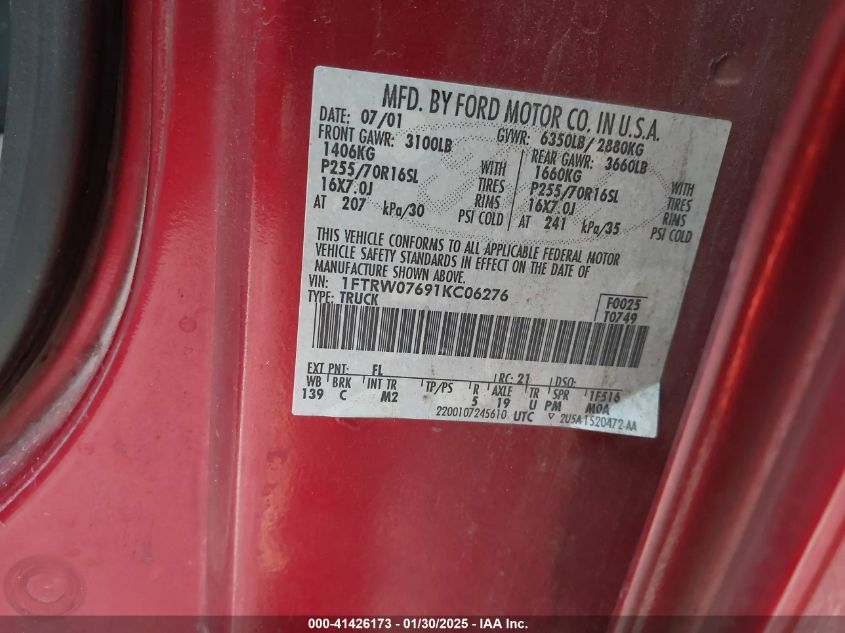 MFD. BY FORD MOTOR CO. IN U.S.A.
DATE: 07/01 GVWR: 6350LB/ 2880KG
FRONT GAWR: 3100LB REAR GAWR: 3660LB
1406KG WITH 1660KG WITH
P255/70R16SL TIRES P255/70R16SL TIRES
16X7.0J RIMS 16X7.0J RIMS
AT 207 kPa/30 PSI COLD AT 241 kPa/35 PSI COLD
THIS VEHICLE CONFORMS TO ALL APPLICABLE FEDERAL MOTOR
VEHICLE SAFETY STANDARDS IN EFFECT ON THE DATE OF
MANUFACTURE SHOWN ABOVE.
VIN: 1FTRW07691KC06276 F0025
TYPE: TRUCK T0749
EXT PNT: FL RC: 21 DSO:
WB BRK INT TR TP/PS R AXLE TR SPR 1F516
139 C M2 5 19 U PM M0A
2200107245610 UTC 2U5A-1520472-AA
000-41426173 — 01/30/2025 — IAA Inc.